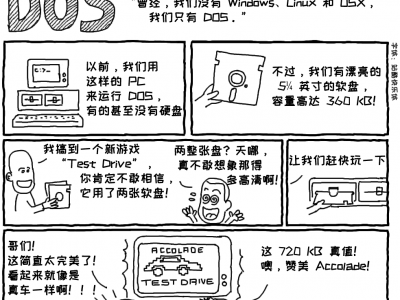 DOS
"曾经，我们没有 Windows、Linux 和 OSX，
我们只有 DOS。"
C:\>_
以前，我们用
这样的 PC
来运行 DOS，
有的甚至没有硬盘
不过，我们有漂亮的
5¼ 英寸的软盘，
容量高达 360 KB!
我搞到一个新游戏
"Test Drive"，
你肯定不敢相信，
它用了两张软盘!
两整张盘? 天哪，
真不敢想象那得
多高清啊!
让我们赶快玩一下
哥们!
这简直太完美了!
看起来就像是
真车一样啊!!!
ACCOLADE
TEST DRIVE
这 720 KB 真值!
噢，赞美 Accolade!